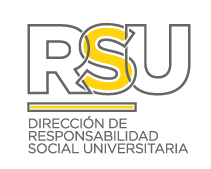 RSU
DIRECCIÓN DE
RESPONSABILIDAD
SOCIAL UNIVERSITARIA